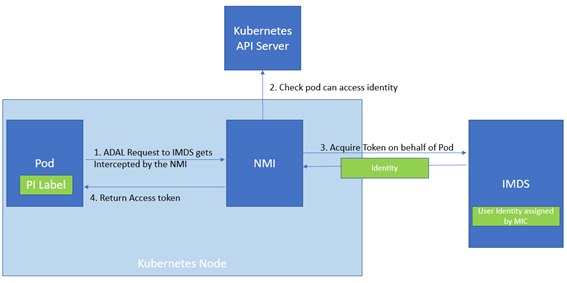 Kubernetes
API Server
2. Check pod can access identity
1. ADAL Request to IMDS gets
Intercepted by the NMI
3. Acquire Token on behalf of Pod
Pod
NMI
Identity
PI Label
IMDS
4. Return Access token
User Identity assigned
by MIC
Kubernetes Node